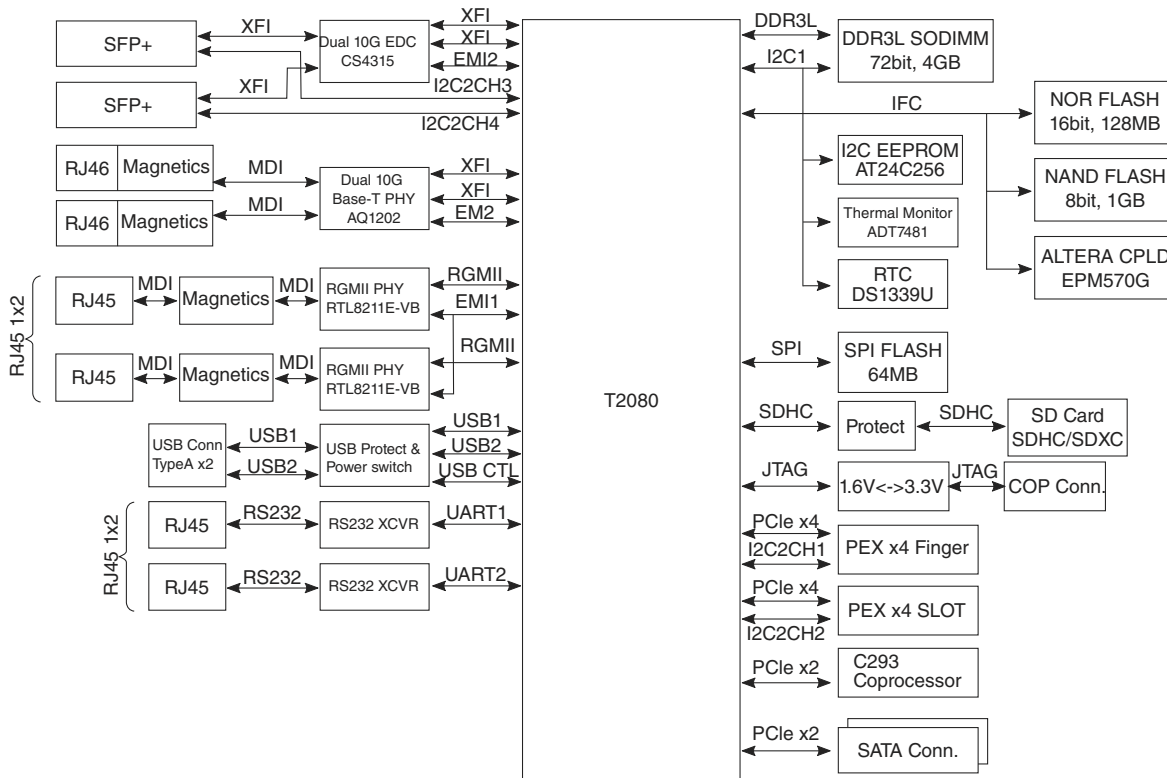 SFP+
XFI
Dual 10G EDC
CS4315
XFI
XFI
EMI2
SFP+
XFI
I2C2CH3
I2C2CH4
RJ46
Magnetics
MDI
RJ46
Magnetics
MDI
Dual 10G
Base-T PHY
AQ1202
XFI
XFI
EM2
RJ45 1x2
RJ45
MDI
Magnetics
MDI
RGMII PHY
RTL8211E-VB
RGMII
EMI1
RJ45
MDI
Magnetics
MDI
RGMII PHY
RTL8211E-VB
RGMII
USB Conn
TypeA x2
USB1
USB2
USB Protect &
Power switch
USB1
USB2
USB CTL
RJ45 1x2
RJ45
RS232
RS232 XCVR
UART1
RJ45
RS232
RS232 XCVR
UART2
T2080
DDR3L
I2C1
DDR3L SODIMM
72bit, 4GB
IFC
NOR FLASH
16bit, 128MB
I2C EEPROM
AT24C256
NAND FLASH
8bit, 1GB
Thermal Monitor
ADT7481
ALTERA CPLD
EPM570G
RTC
DS1339U
SPI
SPI FLASH
64MB
SDHC
Protect
SDHC
SD Card
SDHC/SDXC
JTAG
1.6V<->3.3V
JTAG
COP Conn.
PCIe x4
I2C2CH1
PEX x4 Finger
PCIe x4
I2C2CH2
PEX x4 SLOT
PCIe x2
C293
Coprocessor
PCIe x2
SATA Conn.